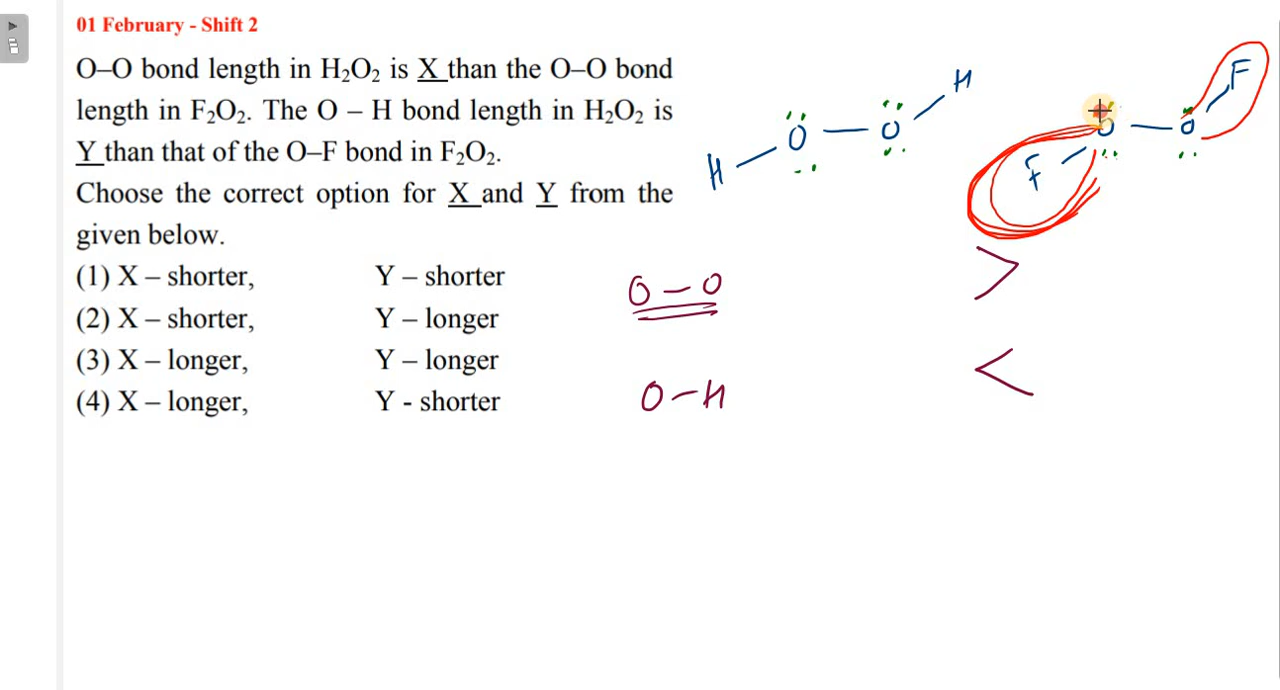 01 February - Shift 2
O–O bond length in H₂O₂ is X than the O–O bond
length in F₂O₂. The O – H bond length in H₂O₂ is
Y than that of the O–F bond in F₂O₂.
Choose the correct option for X and Y from the
given below.
(1) X – shorter, Y – shorter
(2) X – shorter, Y – longer
(3) X – longer, Y – longer
(4) X – longer, Y - shorter
H – O – O – H
F – O – O – F
O – O >
O – H <